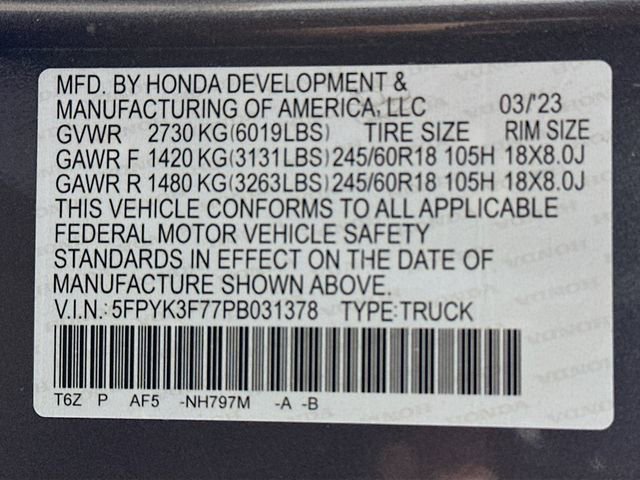 MFD. BY HONDA DEVELOPMENT &
MANUFACTURING OF AMERICA, LLC 03/'23
GVWR 2730 KG(6019LBS) TIRE SIZE RIM SIZE
GAWR F 1420 KG(3131LBS) 245/60R18 105H 18X8.0J
GAWR R 1480 KG(3263LBS) 245/60R18 105H 18X8.0J
THIS VEHICLE CONFORMS TO ALL APPLICABLE
FEDERAL MOTOR VEHICLE SAFETY
STANDARDS IN EFFECT ON THE DATE OF
MANUFACTURE SHOWN ABOVE.
V.I.N.: 5FPYK3F77PB031378 TYPE: TRUCK
T6Z P AF5 -NH797M -A -B